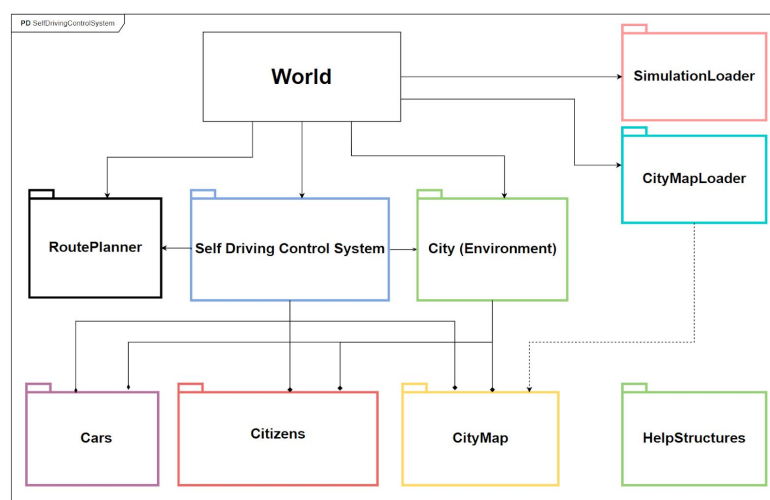 PD SelfDrivingControlSystem
World
SimulationLoader
CityMapLoader
RoutePlanner
Self Driving Control System
City (Environment)
Cars
Citizens
CityMap
HelpStructures